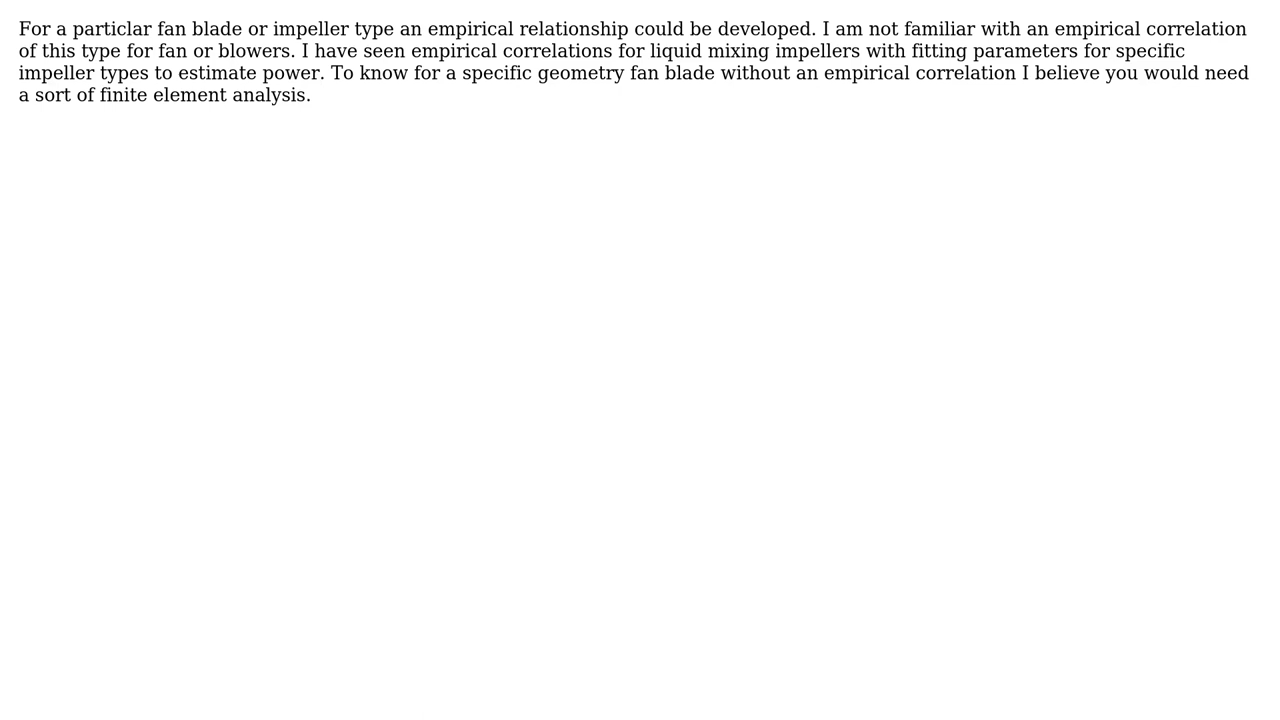 For a particlar fan blade or impeller type an empirical relationship could be developed. I am not familiar with an empirical correlation
of this type for fan or blowers. I have seen empirical correlations for liquid mixing impellers with fitting parameters for specific
impeller types to estimate power. To know for a specific geometry fan blade without an empirical correlation I believe you would need
a sort of finite element analysis.